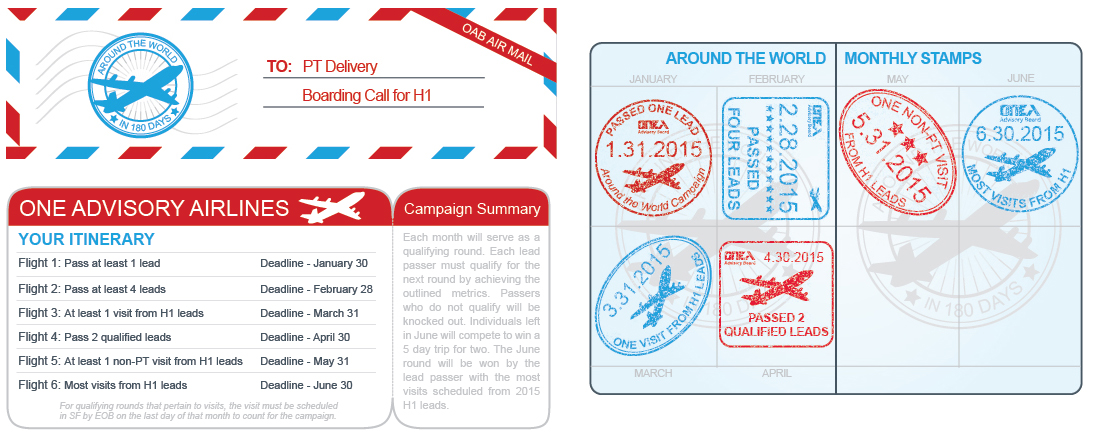 OAB AIR MAIL
AROUND THE WORLD
IN 180 DAYS
TO: PT Delivery
Boarding Call for H1
ONE ADVISORY AIRLINES
Campaign Summary
YOUR ITINERARY
Flight 1: Pass at least 1 lead Deadline - January 30
Flight 2: Pass at least 4 leads Deadline - February 28
Flight 3: At least 1 visit from H1 leads Deadline - March 31
Flight 4: Pass 2 qualified leads Deadline - April 30
Flight 5: At least 1 non-PT visit from H1 leads Deadline - May 31
Flight 6: Most visits from H1 leads Deadline - June 30
For qualifying rounds that pertain to visits, the visit must be scheduled
in SF by EOB on the last day of that month to count for the campaign.
Each month will serve as a
qualifying round. Each lead
passer must qualify for the
next round by achieving the
outlined metrics. Passers
who do not qualify will be
knocked out. Individuals left
in June will compete to win a
5 day trip for two. The June
round will be won by the
lead passer with the most
visits scheduled from 2015
H1 leads.
AROUND THE WORLD MONTHLY STAMPS
JANUARY
FEBRUARY
MAY
JUNE
PASSED ONE LEAD
Advisory Board
1.31.2015
Around the World Campaign
Advisory Board
2.28.2015
PASSED
FOUR LEADS
ONE NON-PT VISIT
5.31.2015
FROM H1 LEADS
Advisory Board
6.30.2015
MOST VISITS FROM H1
3.31.2015
ONE VISIT FROM H1 LEADS
Advisory Board
4.30.2015
PASSED 2
QUALIFIED LEADS
IN 180 DAYS
MARCH
APRIL